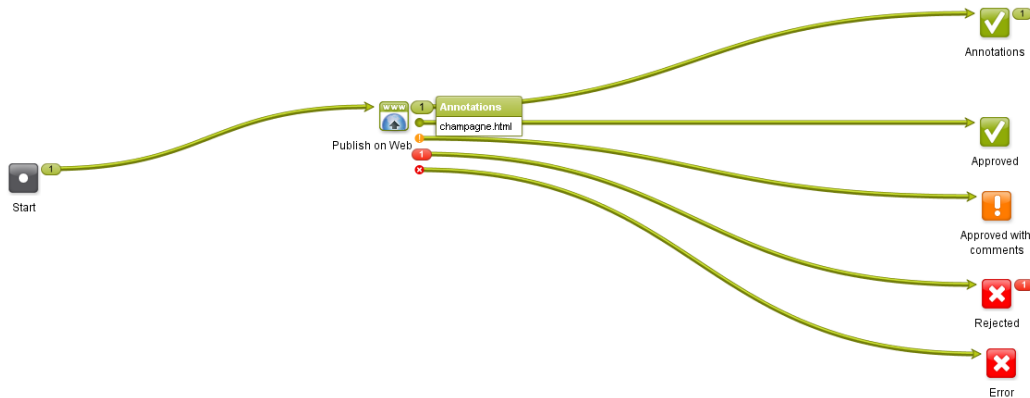 1
Annotations
www
1
Annotations
champagne.html
Publish on Web
Approved
1
1
Start
Approved with
comments
1
Rejected
Error